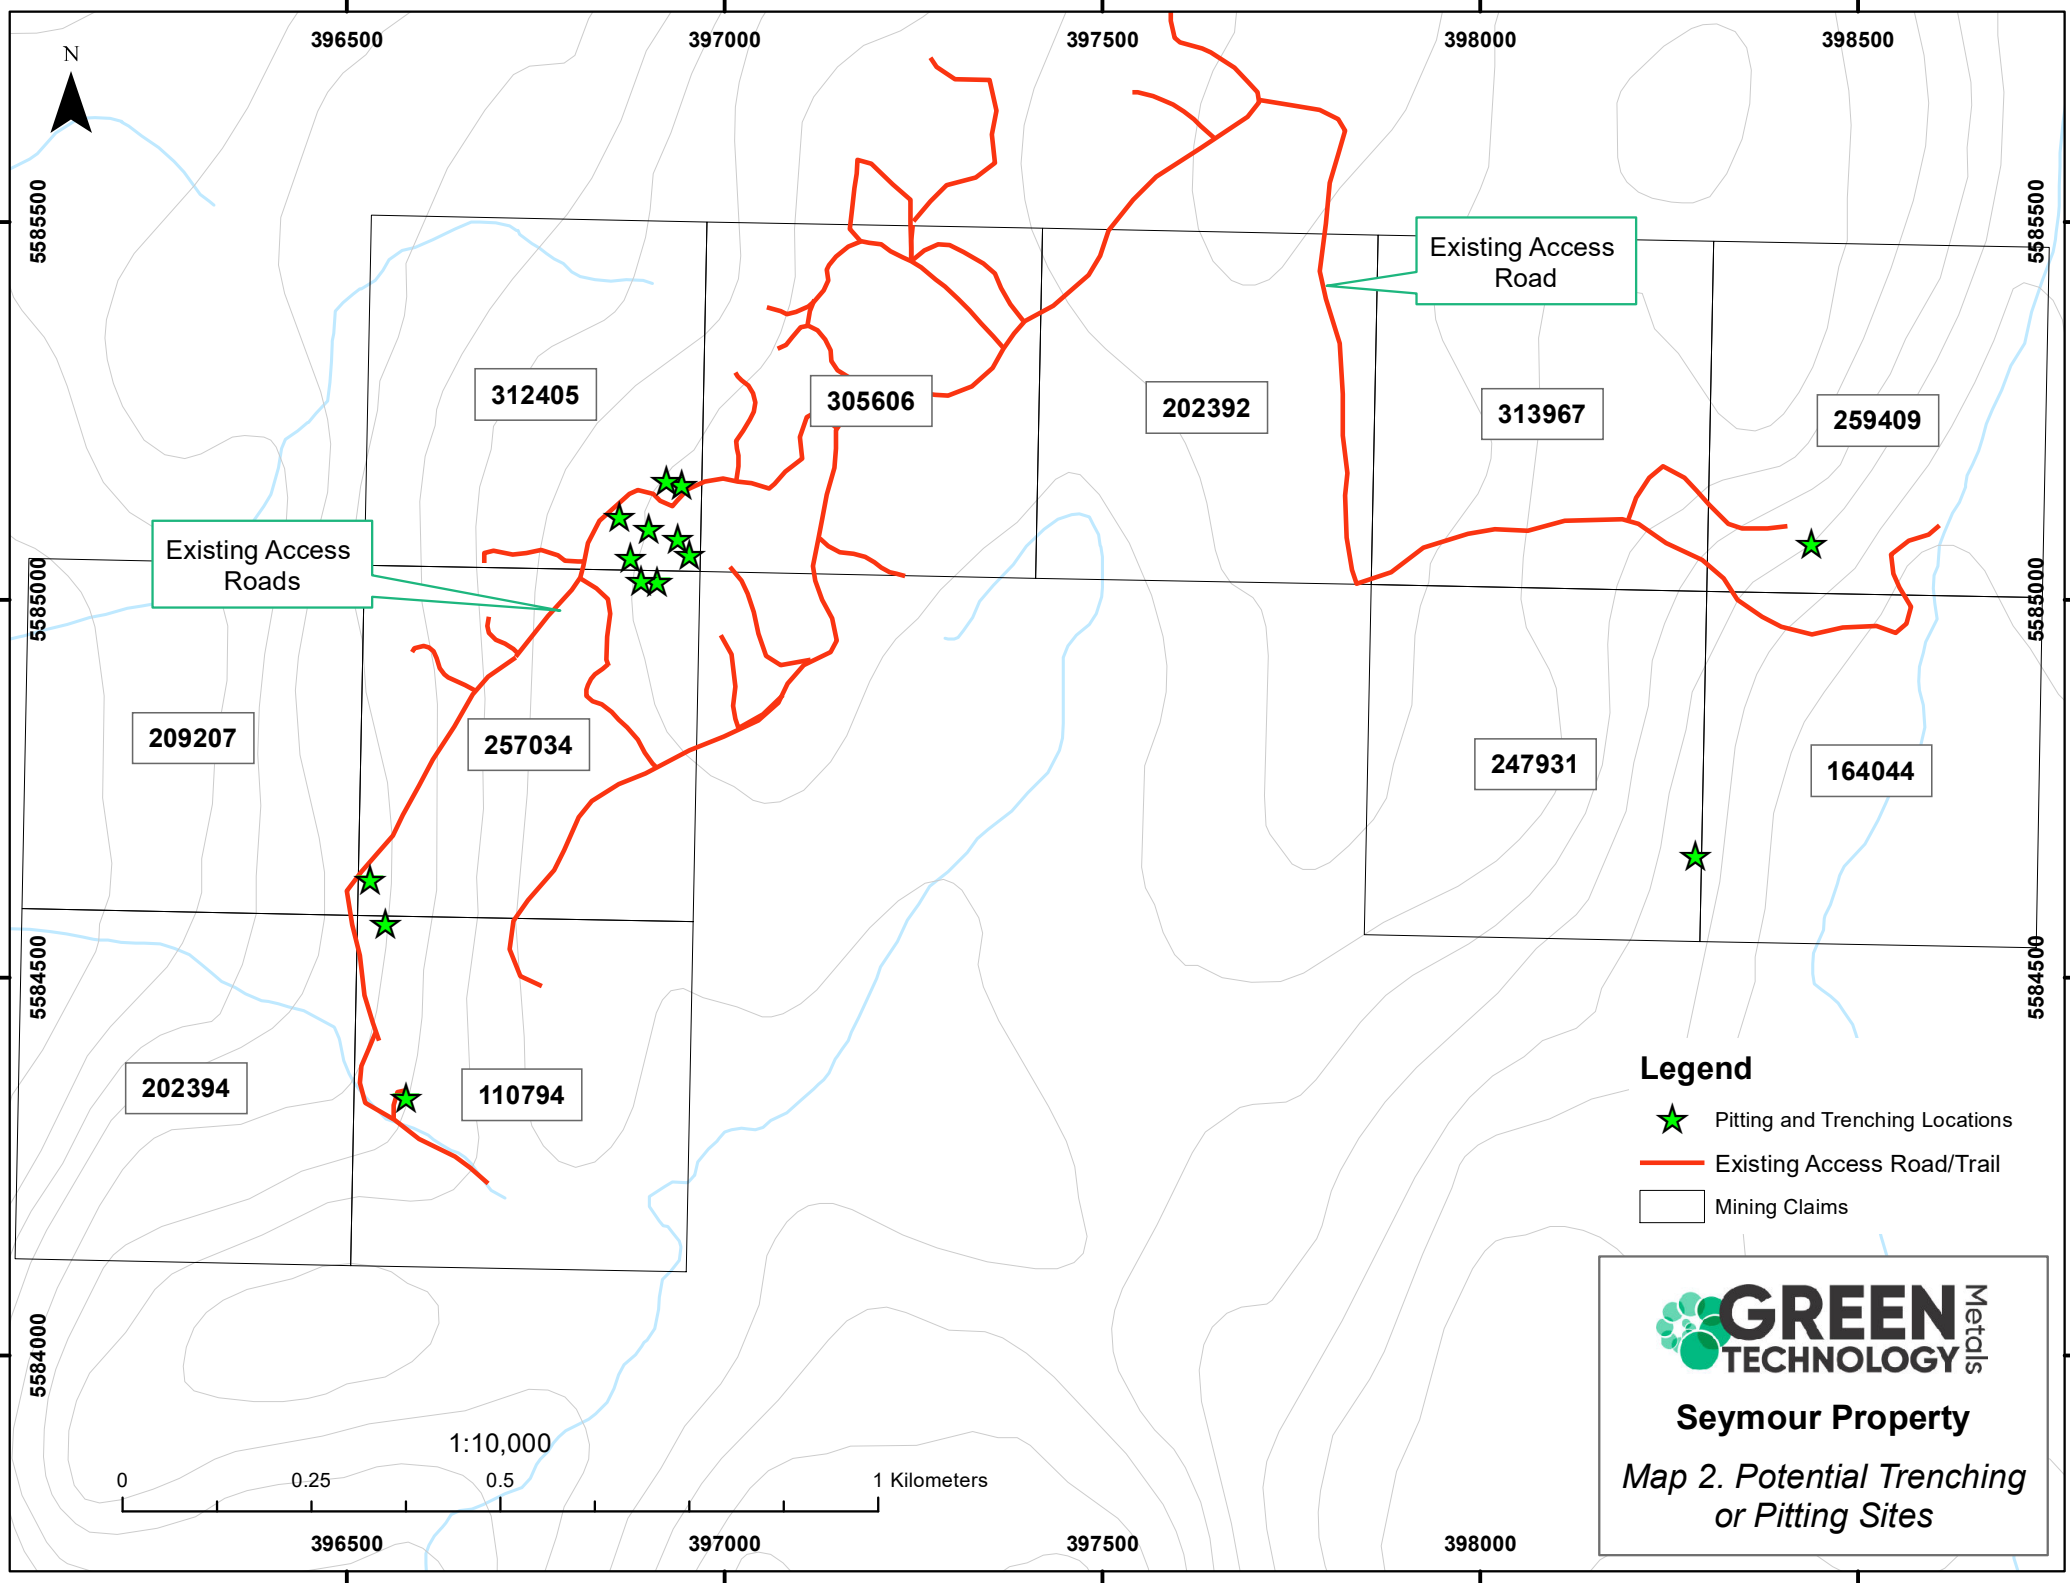 N
396500
397000
397500
398000
398500
5585500
5585500
Existing Access
Road
312405
305606
202392
313967
259409
Existing Access
Roads
5585000
5585000
209207
257034
247931
164044
5584500
5584500
202394
110794
Legend
Pitting and Trenching Locations
Existing Access Road/Trail
Mining Claims
5584000
GREEN
TECHNOLOGY
Metals
Seymour Property
Map 2. Potential Trenching
or Pitting Sites
1:10,000
0
0.25
0.5
1 Kilometers
396500
397000
397500
398000